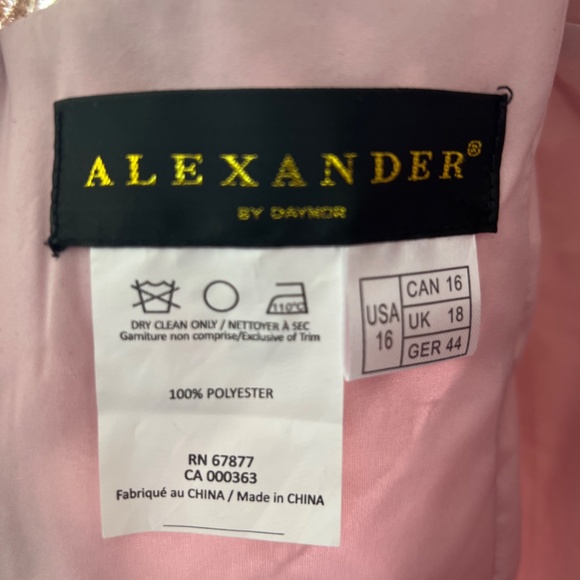 ALEXANDER®
BY DAYMOR
110°C
DRY CLEAN ONLY / NETTOYER À SEC
Garniture non comprise/Exclusive of Trim
100% POLYESTER
RN 67877
CA 000363
Fabriqué au CHINA / Made in CHINA
USA 16
CAN 16
UK 18
GER 44